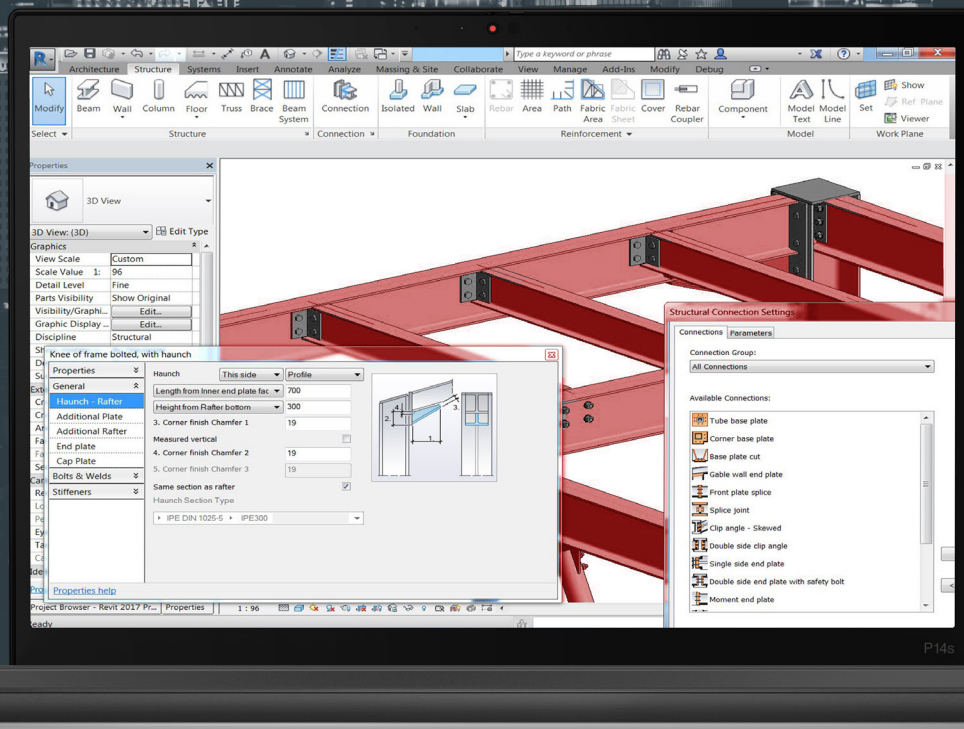 R
A
Type a keyword or phrase
Architecture Structure Systems Insert Annotate Analyze Massing & Site Collaborate View Manage Add-Ins Modify Debug
Modify Beam Wall Column Floor Truss Brace Beam System Connection Isolated Wall Slab Rebar Area Path Fabric Area Fabric Sheet Cover Rebar Coupler Component Model Text Model Line Set Show
Ref Plane
Viewer
Select Structure Connection Foundation Reinforcement Model Work Plane
Properties
3D View
3D View: {3D} Edit Type
Graphics
View Scale Custom
Scale Value 1: 96
Detail Level Fine
Parts Visibility Show Original
Visibility/Graphi... Edit...
Graphic Display ... Edit...
Discipline Structural
Knee of frame bolted, with haunch
Properties
General
Haunch - Rafter
Additional Plate
Additional Rafter
End plate
Cap Plate
Bolts & Welds
Stiffeners
Haunch This side Profile
Length from Inner end plate fac 700
Height from Rafter bottom 300
3. Corner finish Chamfer 1 19
Measured vertical
4. Corner finish Chamfer 2 19
5. Corner finish Chamfer 3 19
Same section as rafter
Haunch Section Type
IPE DIN 1025-5 IPE300
4.
2.
3.
1.
Properties help
Structural Connection Settings
Connections Parameters
Connection Group:
All Connections
Available Connections:
Tube base plate
Corner base plate
Base plate cut
Gable wall end plate
Front plate splice
Splice joint
Clip angle - Skewed
Double side clip angle
Single side end plate
Double side end plate with safety bolt
Moment end plate
Project Browser - Revit 2017 Pr... Properties
1 : 96
eady
P14s